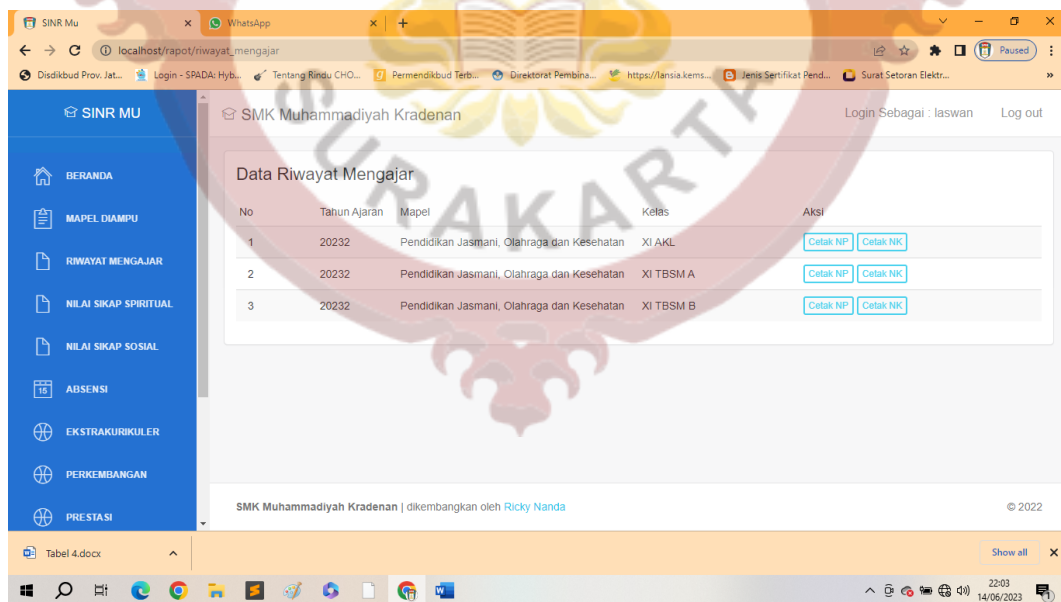 SINR Mu
WhatsApp
localhost/rapot/riwayat_mengajar
Paused
Disdikbud Prov. Jat...
Login - SPADA: Hyb...
Tentang Rindu CHO...
Permendikbud Terb...
Direktorat Pembina...
https://lansia.kems...
Jenis Sertifikat Pend...
Surat Setoran Elektr...
»
SINR MU
SMK Muhammadiyah Kradenan
Login Sebagai : laswan
Log out
BERANDA
MAPEL DIAMPU
RIWAYAT MENGAJAR
NILAI SIKAP SPIRITUAL
NILAI SIKAP SOSIAL
ABSENSI
EKSTRAKURIKULER
PERKEMBANGAN
PRESTASI
Data Riwayat Mengajar
No Tahun Ajaran Mapel Kelas Aksi
1 20232 Pendidikan Jasmani, Olahraga dan Kesehatan XI AKL Cetak NP Cetak NK
2 20232 Pendidikan Jasmani, Olahraga dan Kesehatan XI TBSM A Cetak NP Cetak NK
3 20232 Pendidikan Jasmani, Olahraga dan Kesehatan XI TBSM B Cetak NP Cetak NK
SURAKARTA
SMK Muhammadiyah Kradenan | dikembangkan oleh Ricky Nanda
© 2022
Tabel 4.docx
Show all
22:03
14/06/2023